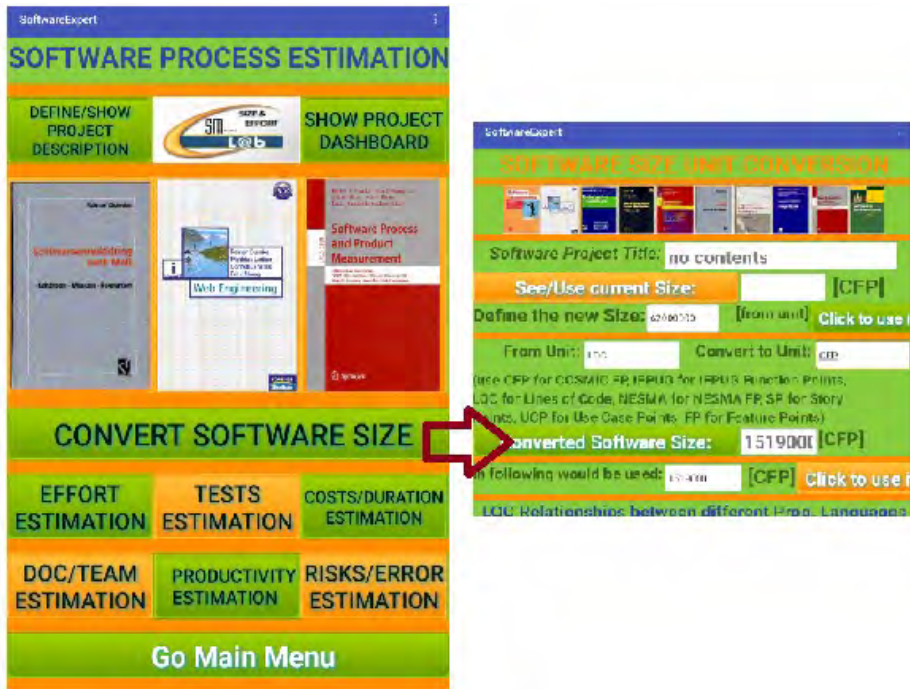 SoftwareExpert
SOFTWARE PROCESS ESTIMATION
DEFINE/SHOW
PROJECT
DESCRIPTION
SIZE &
EFFORT
L@b
SHOW PROJECT
DASHBOARD
Web Engineering
Software Process
and Product
Measurement
Springer
CONVERT SOFTWARE SIZE
EFFORT
ESTIMATION
TESTS
ESTIMATION
COSTS/DURATION
ESTIMATION
DOC/TEAM
ESTIMATION
PRODUCTIVITY
ESTIMATION
RISKS/ERROR
ESTIMATION
Go Main Menu
SoftwareExpert
SOFTWARE SIZE UNIT CONVERSION
Software Project Title: no contents
See/Use current Size: [CFP]
Define the new Size: [from unit] Click to use i
From Unit: LOC Convert to Unit: CFP
(use CFP for COSMIC FP, IFPUG for IFPUG Function Points,
LOC for Lines of Code, NESMA for NESMA FP, SP for Story
Points, UCP for Use Case Points, FP for Feature Points)
Converted Software Size: 1519000 [CFP]
In following would be used: [CFP] Click to use i
LOC Relationships between different Prog. Languages